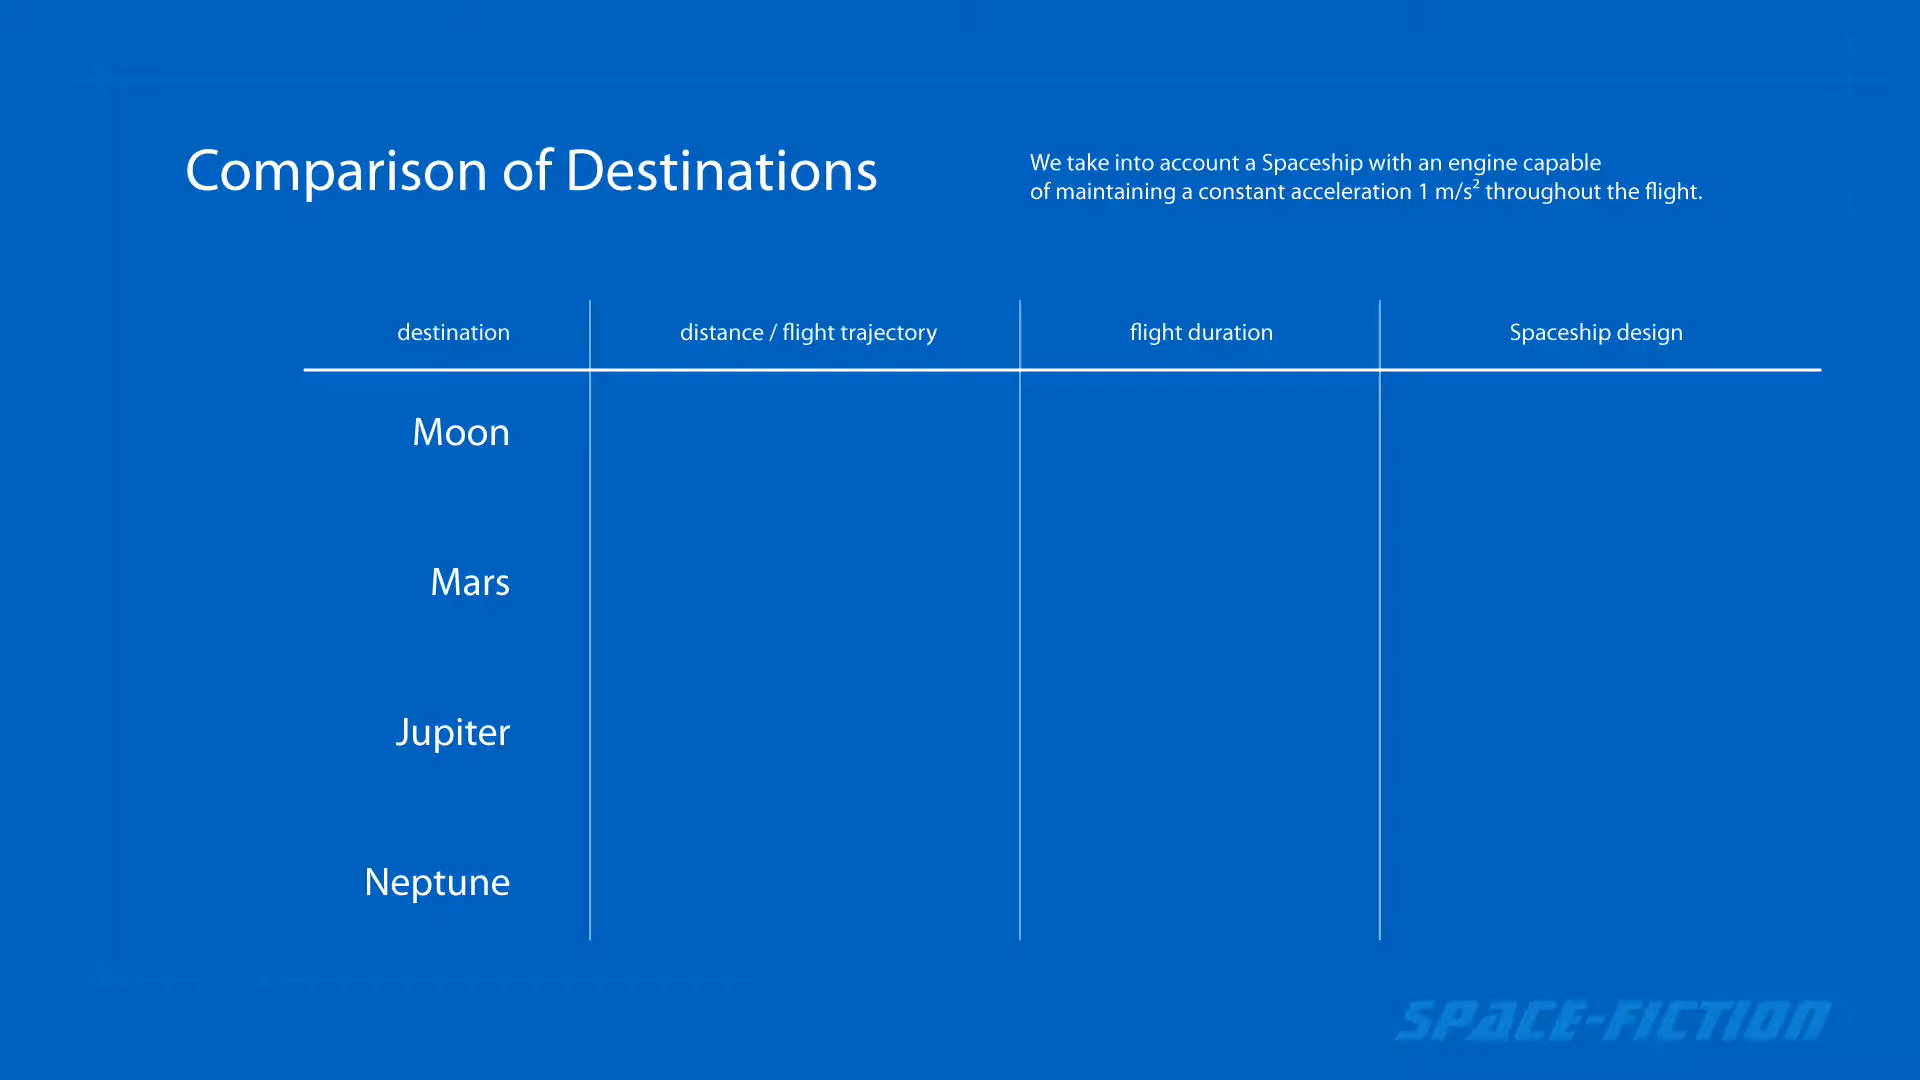 Comparison of Destinations
We take into account a Spaceship with an engine capable
of maintaining a constant acceleration 1 m/s² throughout the flight.
destination
distance / flight trajectory
flight duration
Spaceship design
Moon
Mars
Jupiter
Neptune
SPACE-FICTION